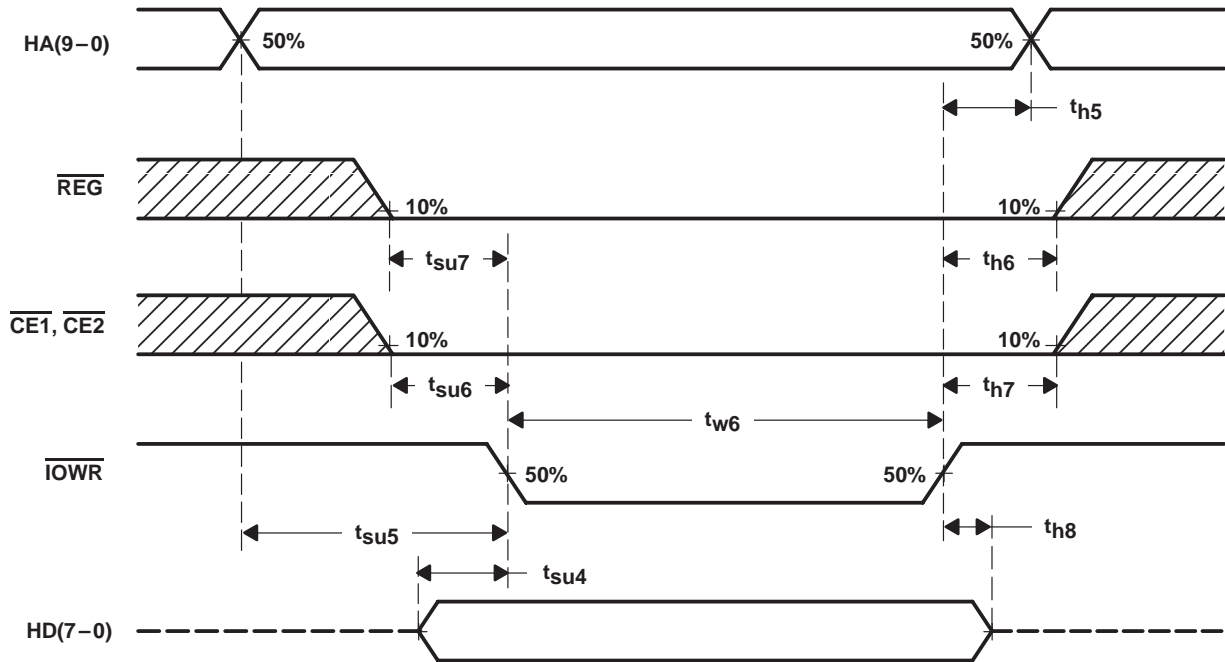 HA(9–0)
50%
50%
th5
REG
10%
10%
tsu7
th6
CE1, CE2
10%
10%
tsu6
th7
tw6
IOWR
50%
50%
tsu5
th8
tsu4
HD(7–0)